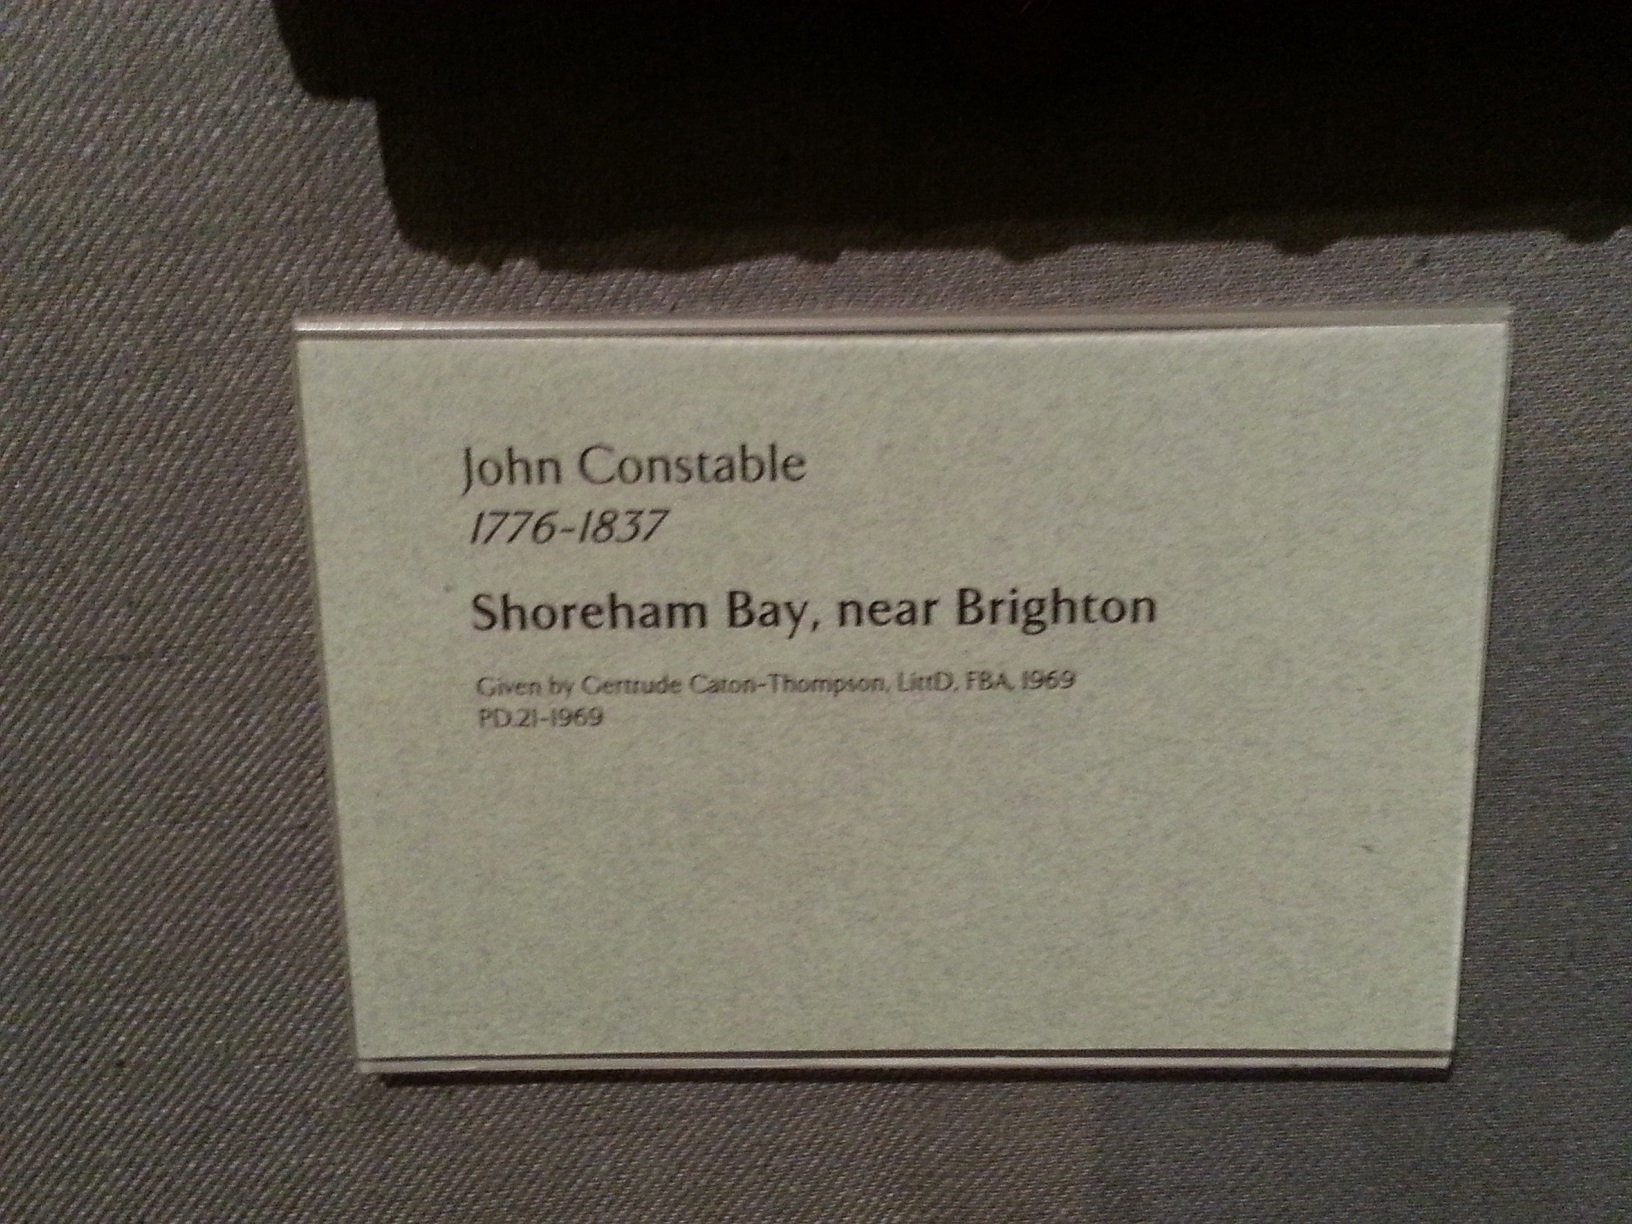 John Constable
1776-1837
Shoreham Bay, near Brighton
Given by Gertrude Caton-Thompson, LittD, FBA, 1969
PD.21-1969